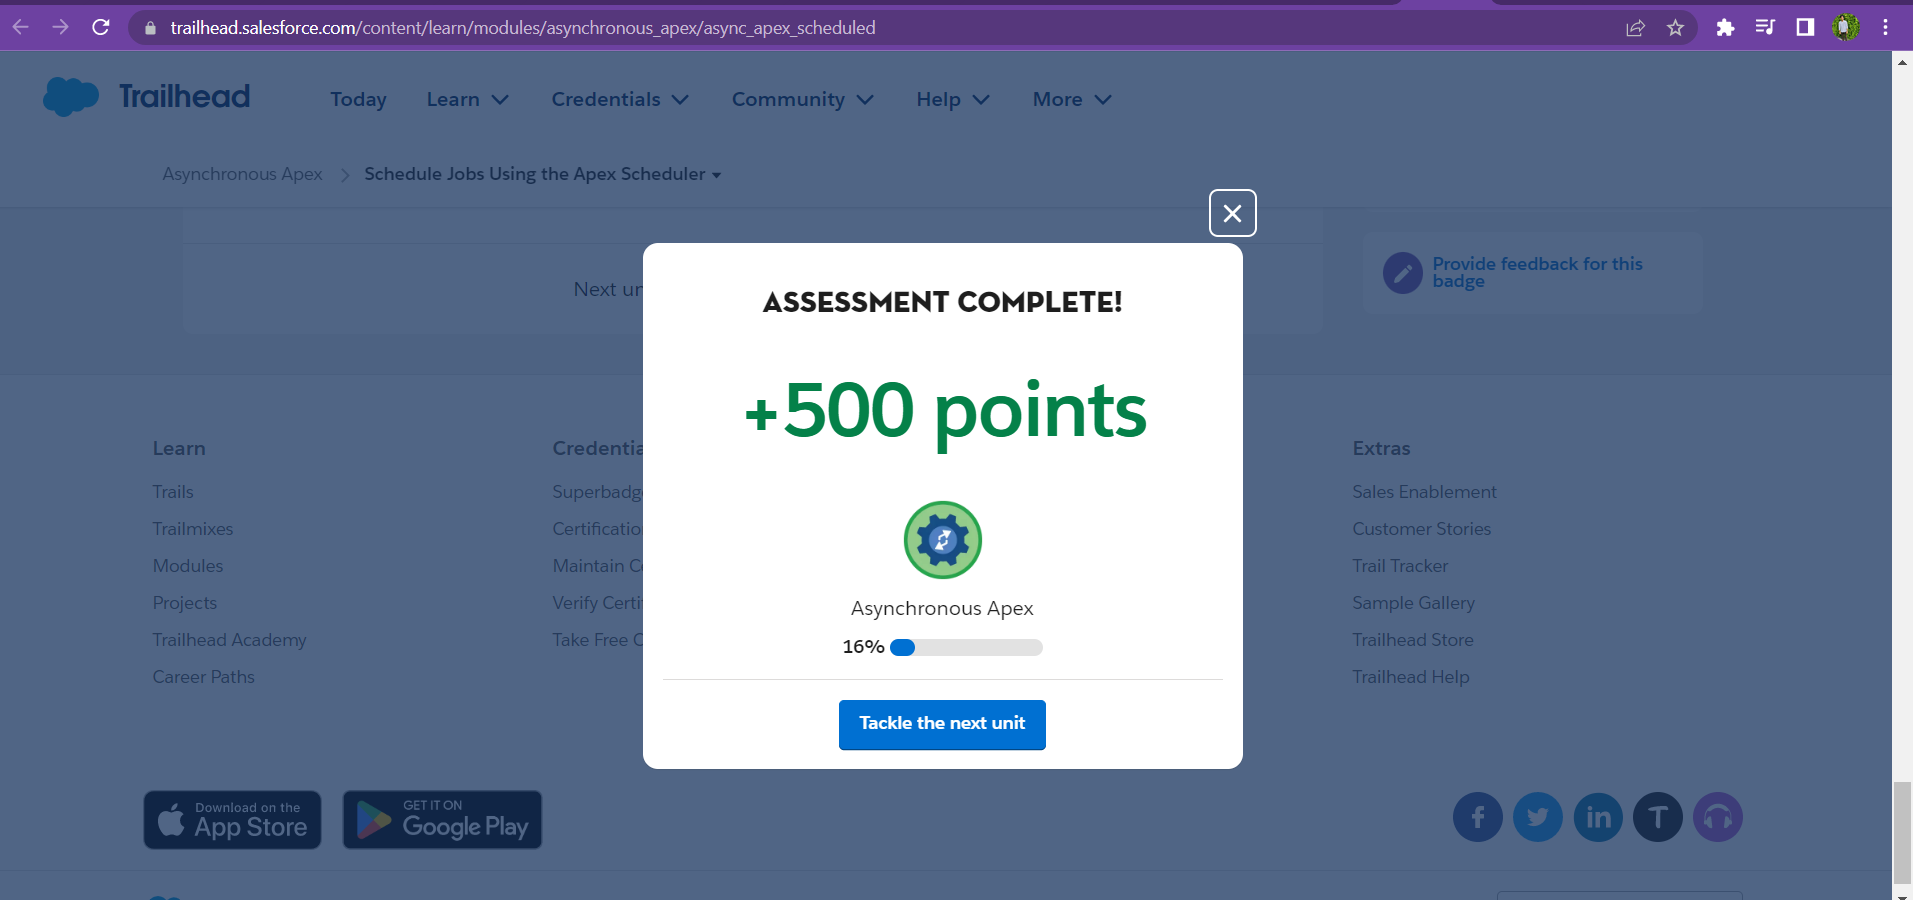 trailhead.salesforce.com/content/learn/modules/asynchronous_apex/async_apex_scheduled
Trailhead
Today
Learn
Credentials
Community
Help
More
Asynchronous Apex
Schedule Jobs Using the Apex Scheduler
Next
Provide feedback for this
badge
ASSESSMENT COMPLETE!
+500 points
Asynchronous Apex
16%
Tackle the next unit
Learn
Trails
Trailmixes
Modules
Projects
Trailhead Academy
Career Paths
Credentia
Superbadg
Certificatio
Maintain C
Verify Certi
Take Free C
Extras
Sales Enablement
Customer Stories
Trail Tracker
Sample Gallery
Trailhead Store
Trailhead Help
Download on the
App Store
GET IT ON
Google Play
f
in
T